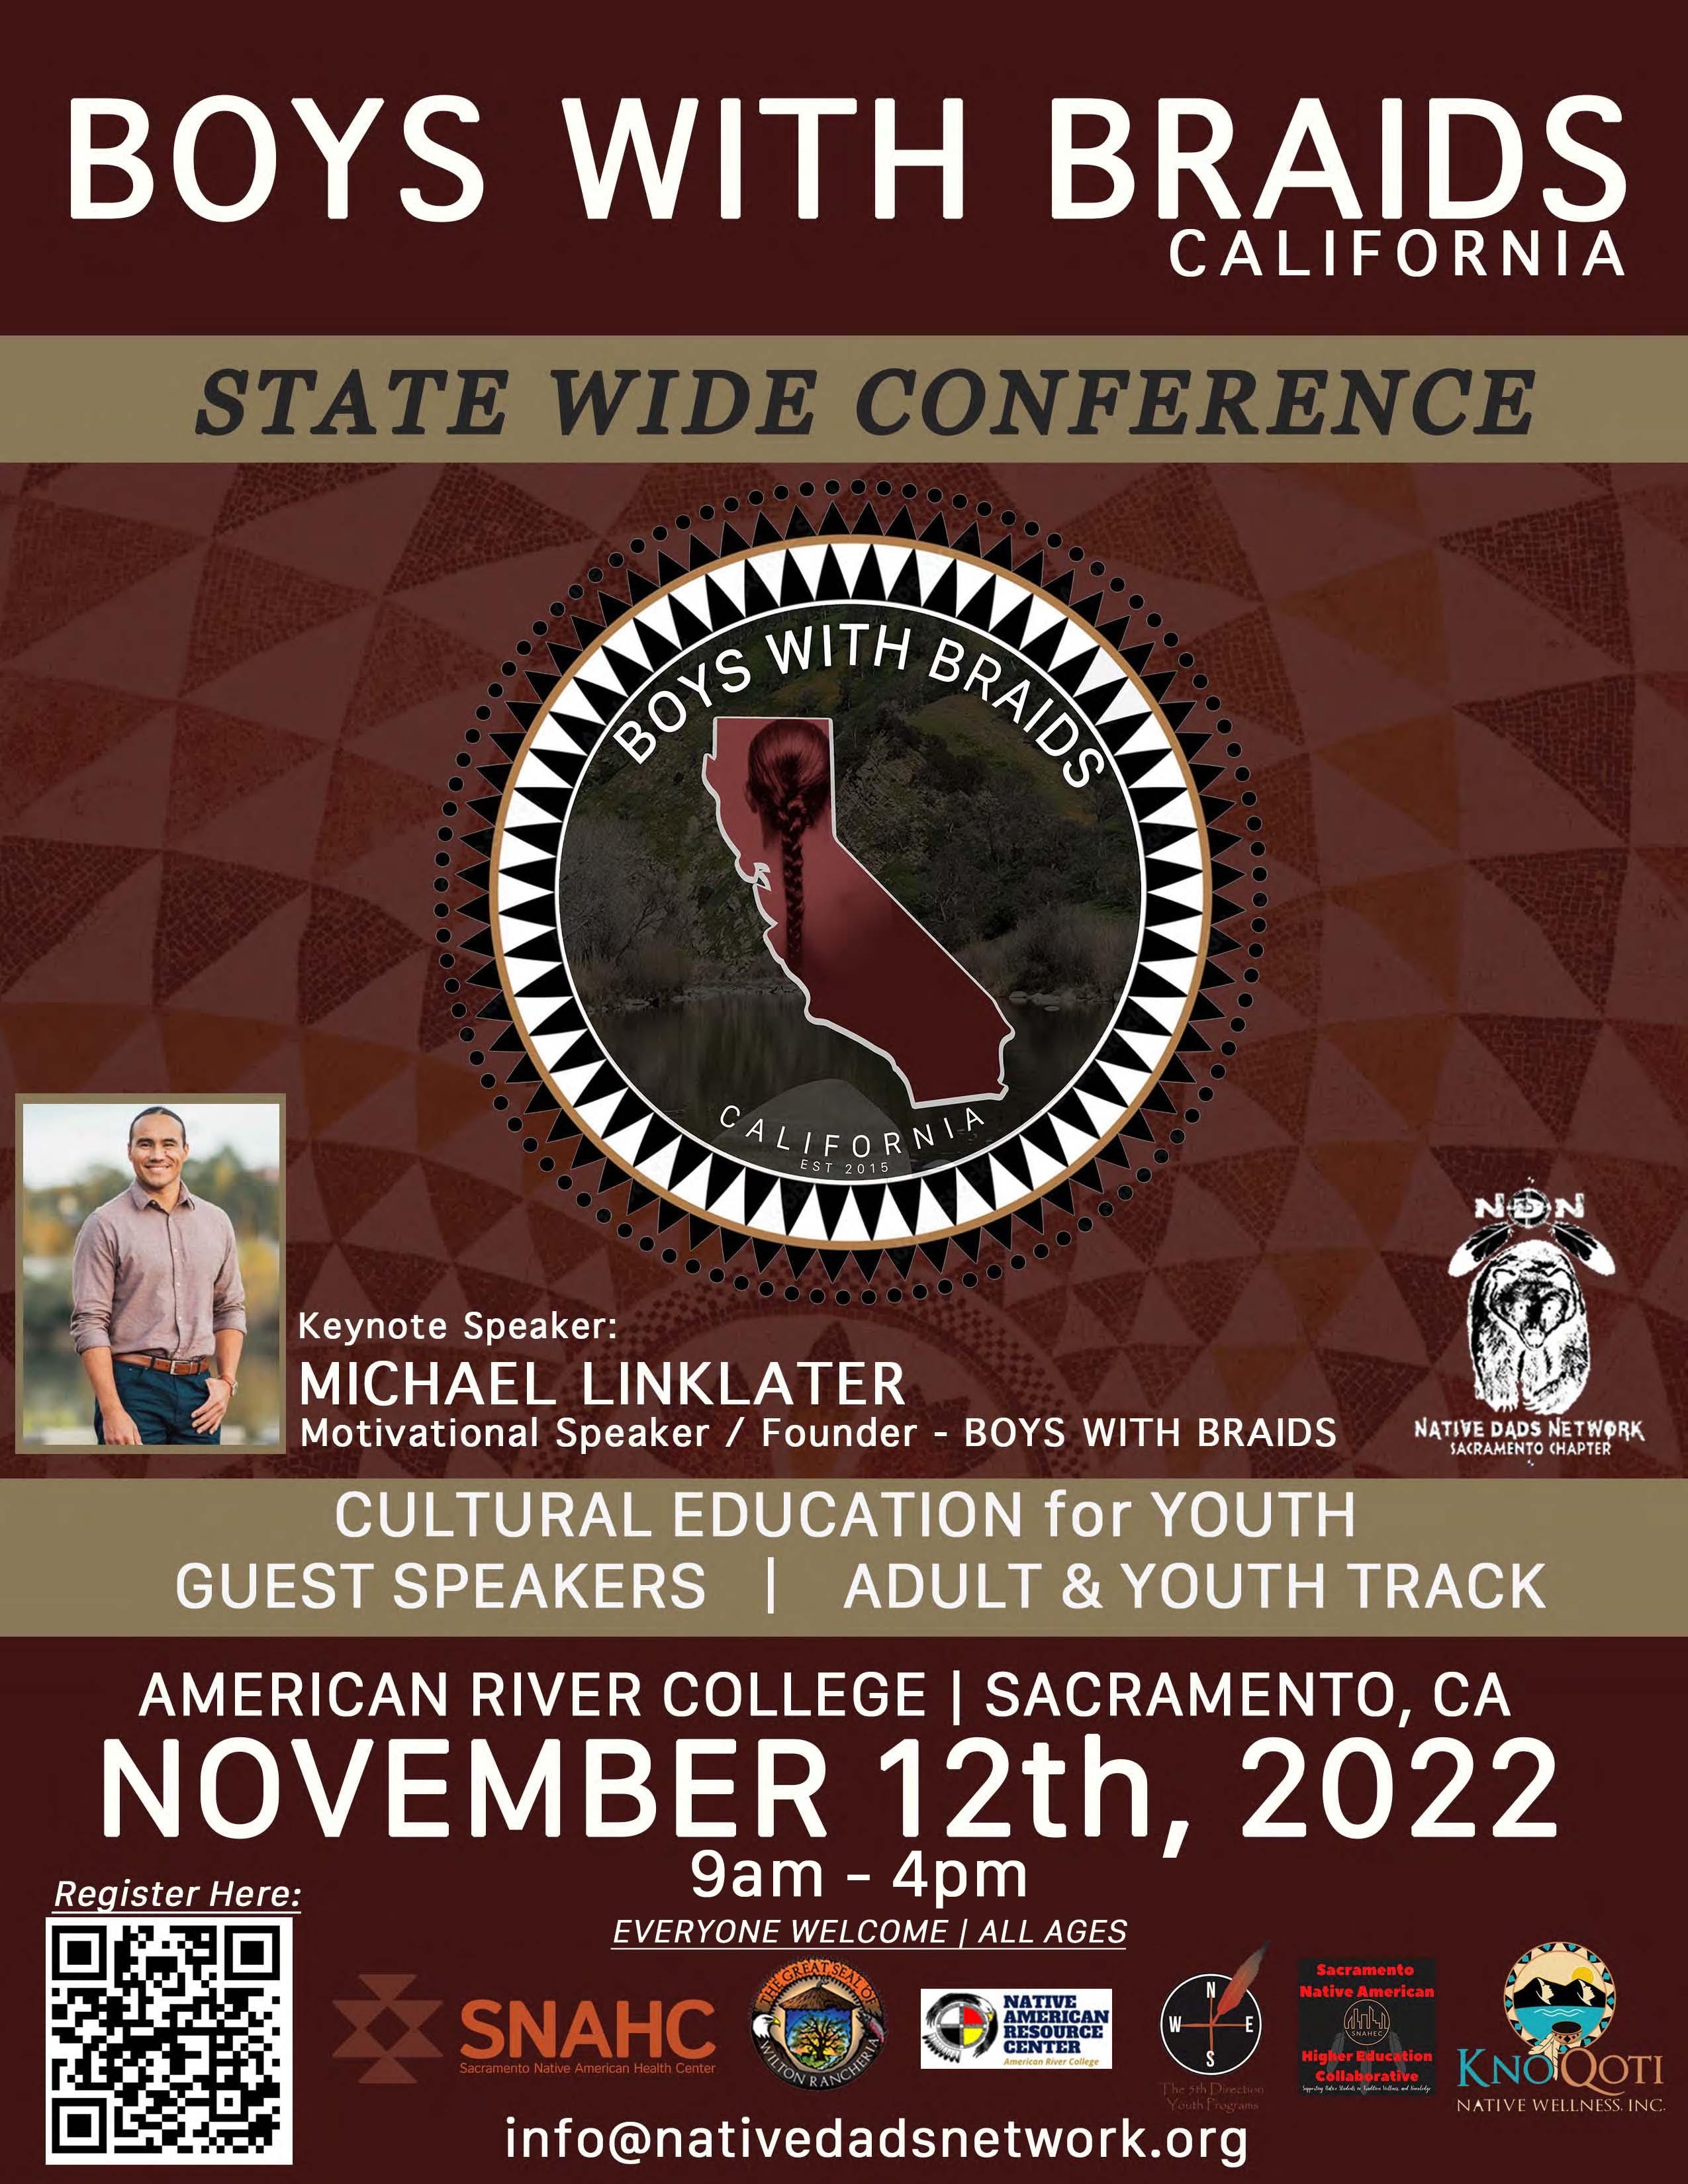 BOYS WITH BRAIDS
CALIFORNIA
STATE WIDE CONFERENCE
BOYS WITH BRAIDS
CALIFORNIA
EST 2015
Keynote Speaker:
MICHAEL LINKLATER
Motivational Speaker / Founder - BOYS WITH BRAIDS
NDN
NATIVE DADS NETWORK
SACRAMENTO CHAPTER
CULTURAL EDUCATION for YOUTH
GUEST SPEAKERS | ADULT & YOUTH TRACK
AMERICAN RIVER COLLEGE | SACRAMENTO, CA
NOVEMBER 12th, 2022
9am - 4pm
EVERYONE WELCOME | ALL AGES
Register Here:
SNAHC
Sacramento Native American Health Center
THE GREAT SEAL OF
WILTON RANCHERIA
NATIVE
AMERICAN
RESOURCE
CENTER
American River College
N
W E
S
The 5th Direction
Youth Programs
Sacramento
Native American
SNAHEC
Higher Education
Collaborative
KNOQOTI
NATIVE WELLNESS, INC.
info@nativedadsnetwork.org